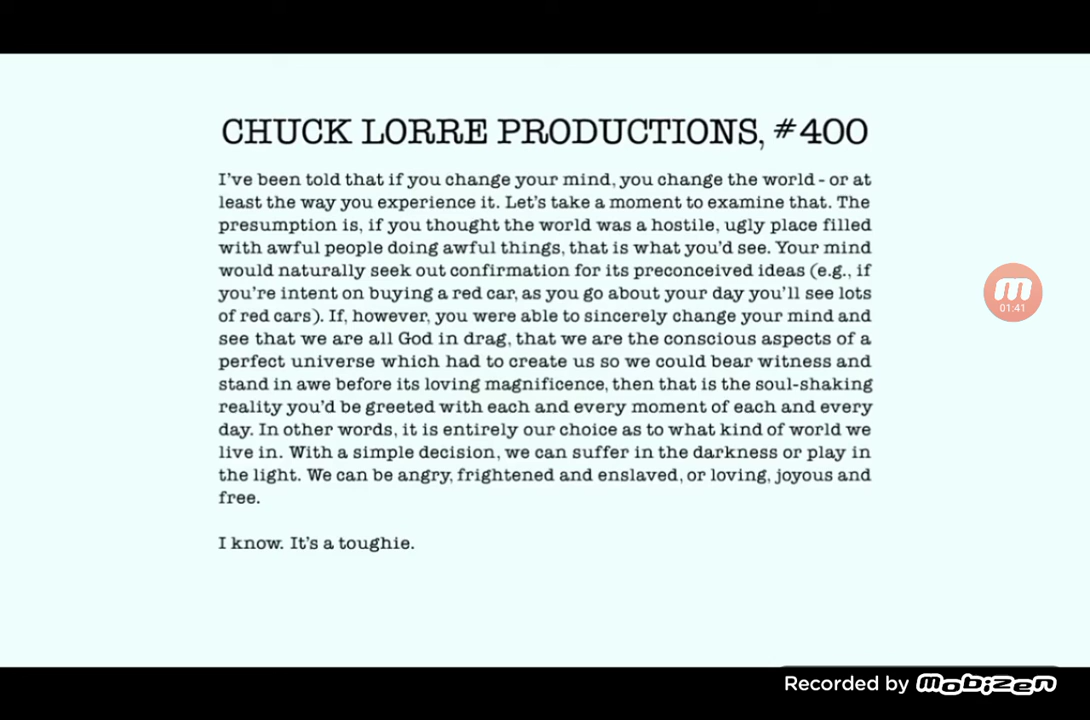 CHUCK LORRE PRODUCTIONS, #400
I've been told that if you change your mind, you change the world - or at
least the way you experience it. Let's take a moment to examine that. The
presumption is, if you thought the world was a hostile, ugly place filled
with awful people doing awful things, that is what you'd see. Your mind
would naturally seek out confirmation for its preconceived ideas (e.g., if
you're intent on buying a red car, as you go about your day you'll see lots
of red cars). If, however, you were able to sincerely change your mind and
see that we are all God in drag, that we are the conscious aspects of a
perfect universe which had to create us so we could bear witness and
stand in awe before its loving magnificence, then that is the soul-shaking
reality you'd be greeted with each and every moment of each and every
day. In other words, it is entirely our choice as to what kind of world we
live in. With a simple decision, we can suffer in the darkness or play in
the light. We can be angry, frightened and enslaved, or loving, joyous and
free.
I know. It's a toughie.
01:41
Recorded by mobizen